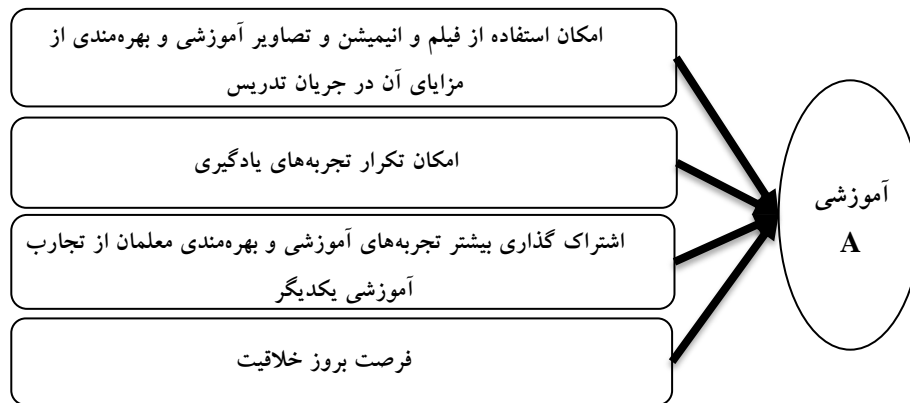 امکان استفاده از فیلم و انیمیشن و تصاویر آموزشی و بهره‌مندی از
مزایای آن در جریان تدریس
امکان تکرار تجربه‌های یادگیری
اشتراک گذاری بیشتر تجربه‌های آموزشی و بهره‌مندی معلمان از تجارب
آموزشی یکدیگر
فرصت بروز خلاقیت
آموزشی
A